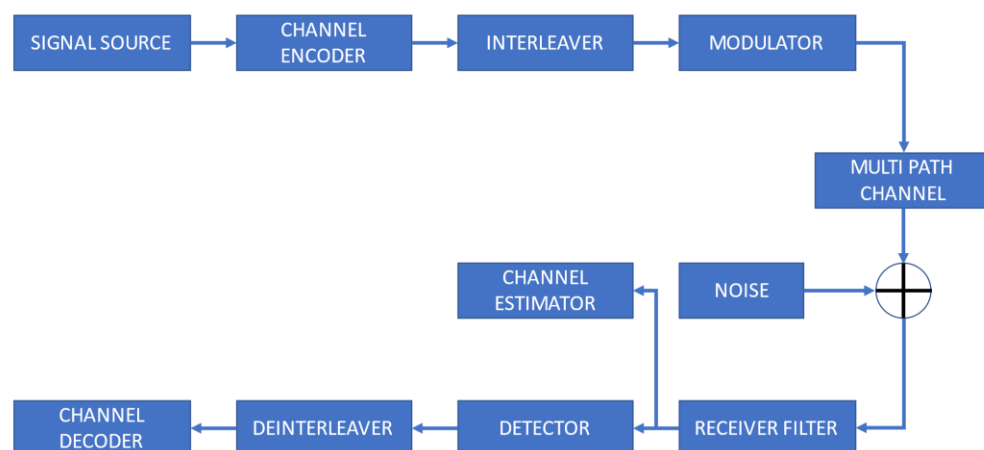 SIGNAL SOURCE
CHANNEL
ENCODER
INTERLEAVER
MODULATOR
MULTI PATH
CHANNEL
CHANNEL
ESTIMATOR
NOISE
CHANNEL
DECODER
DEINTERLEAVER
DETECTOR
RECEIVER FILTER